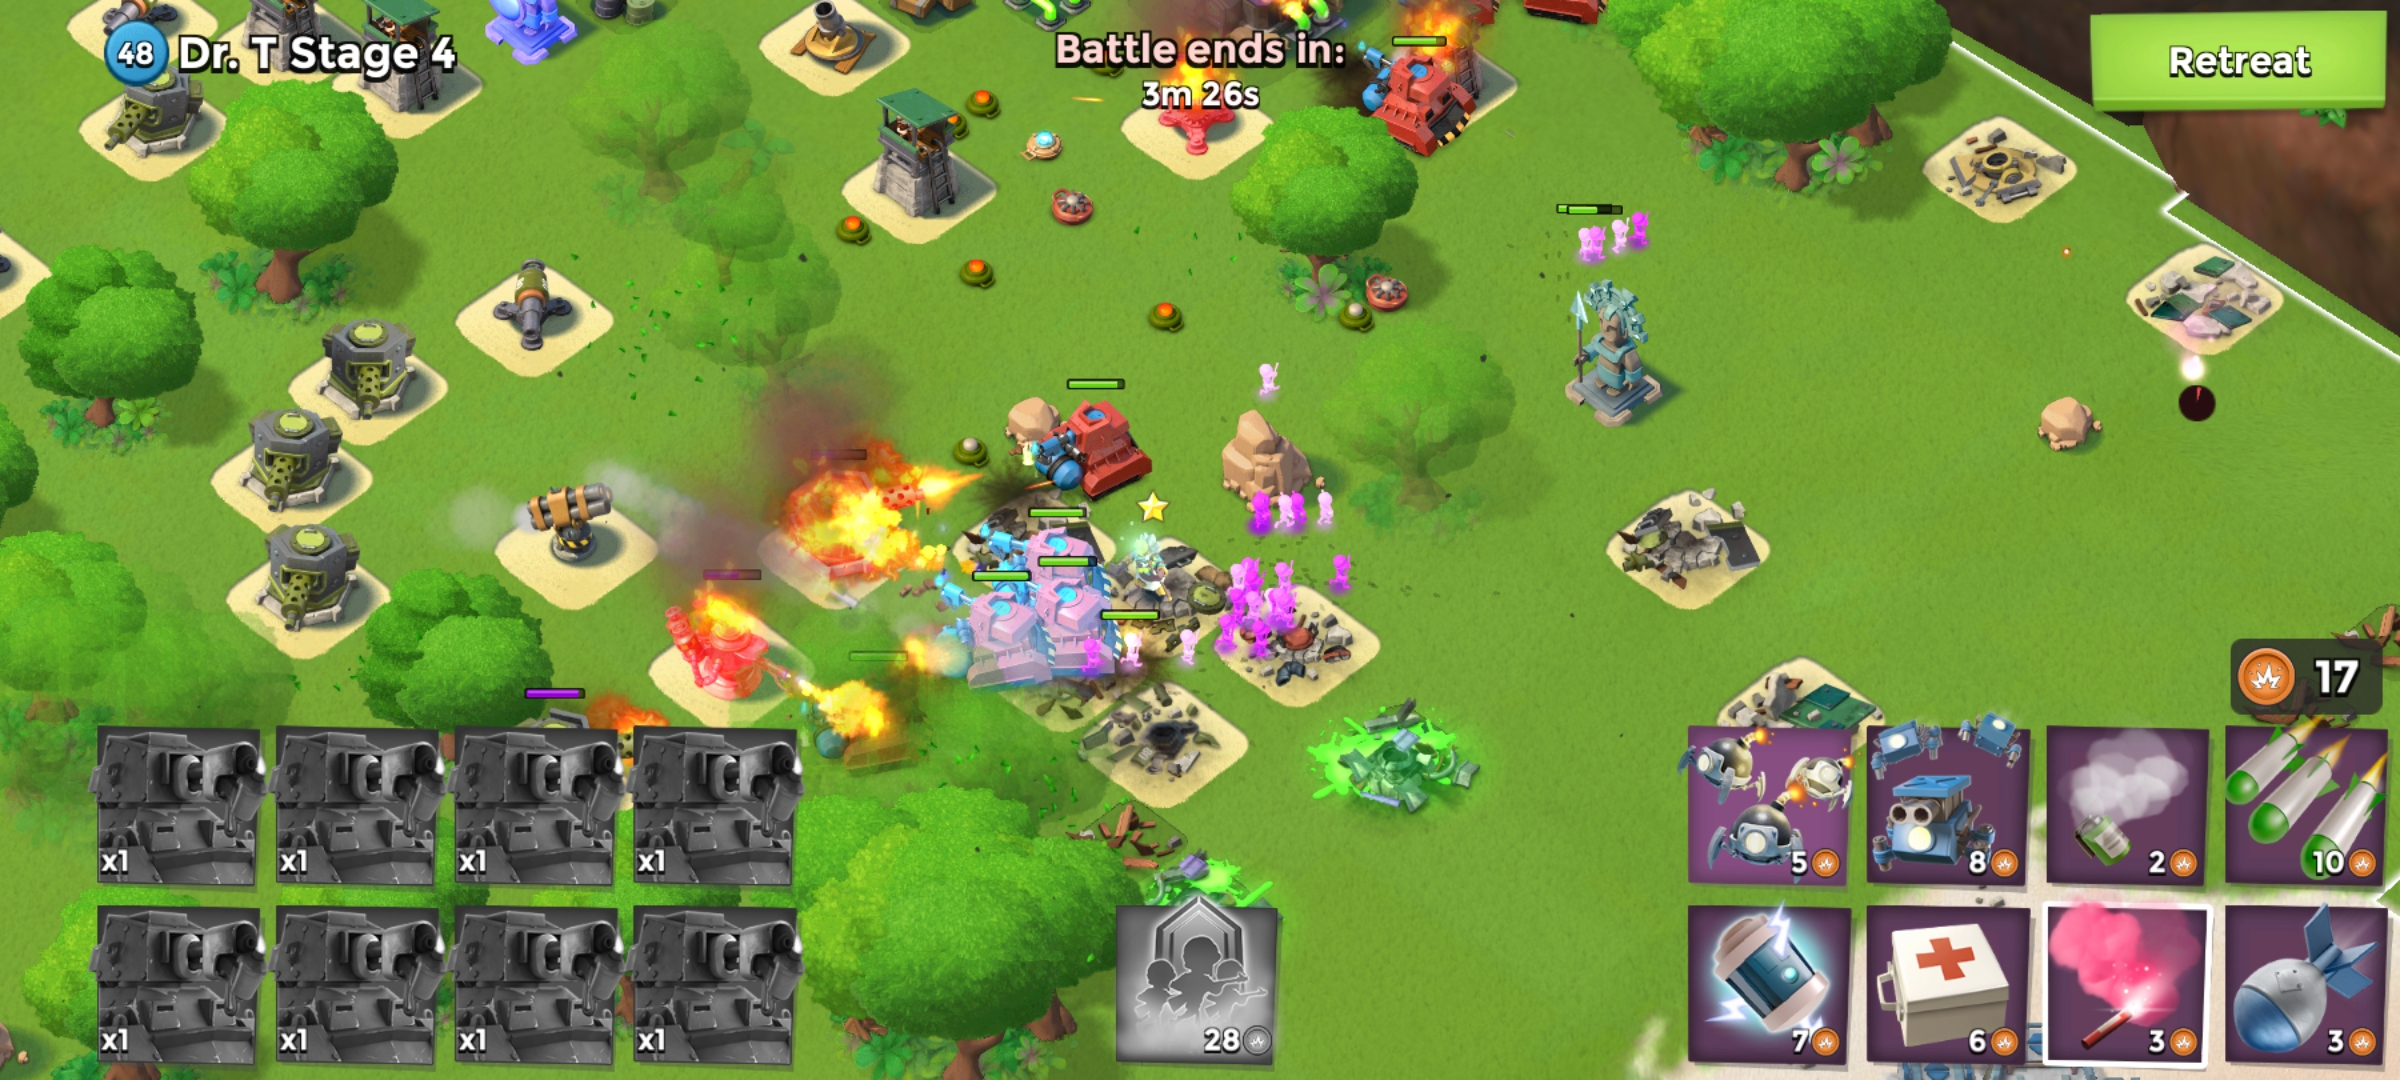 48 Dr. T Stage 4
Battle ends in:
3m 26s
Retreat
17
x1 x1 x1 x1
5 8 2 10
x1 x1 x1 x1
28
7 6 3 3